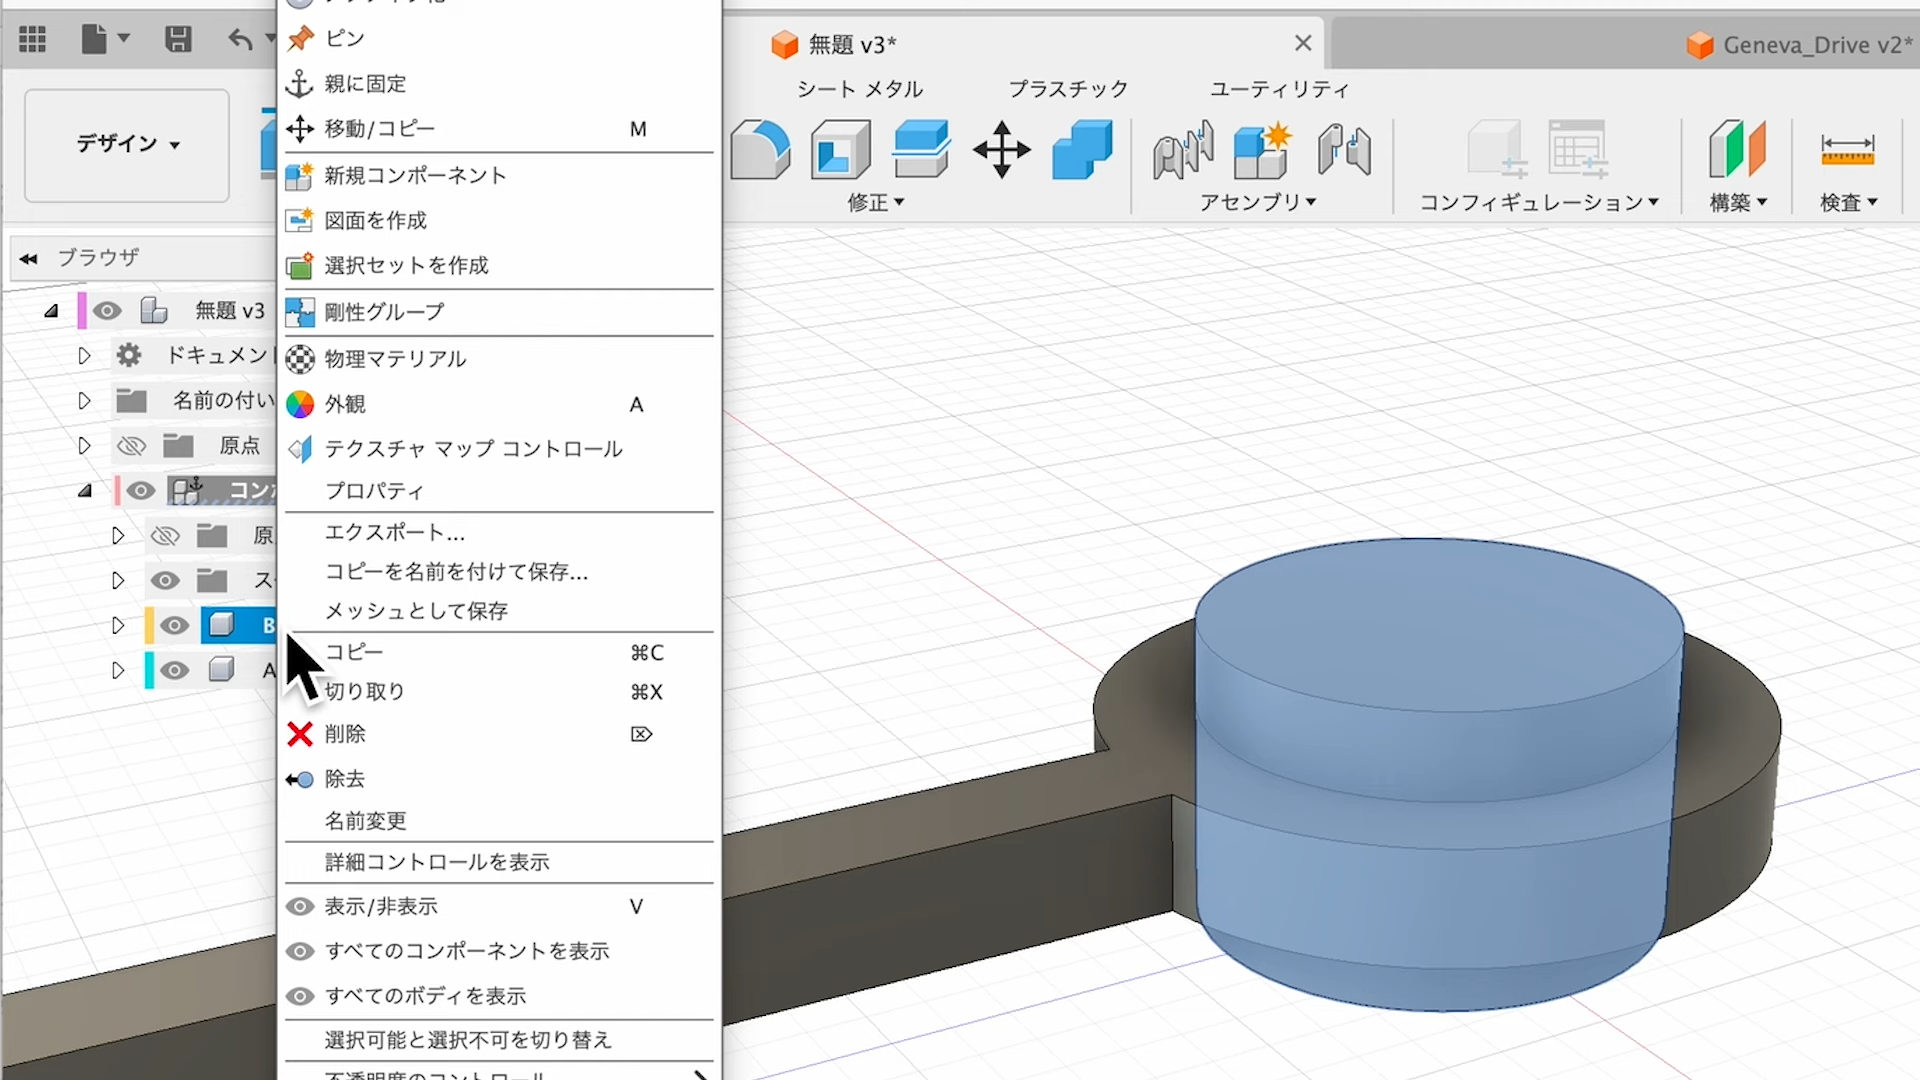 ピン
親に固定
移動/コピー M
新規コンポーネント
図面を作成
選択セットを作成
剛性グループ
物理マテリアル
外観 A
テクスチャ マップ コントロール
プロパティ
エクスポート...
コピーを名前を付けて保存...
メッシュとして保存
コピー ⌘C
切り取り ⌘X
削除 ⌦
除去
名前変更
詳細コントロールを表示
表示/非表示 V
すべてのコンポーネントを表示
すべてのボディを表示
選択可能と選択不可を切り替え
不透明度のコントロール
無題 v3*
Geneva_Drive v2*
シート メタル
プラスチック
ユーティリティ
デザイン
修正
アセンブリ
コンフィギュレーション
構築
検査
ブラウザ
無題 v3
ドキュメント
名前の付い
原点
コン
原
ス
B
A